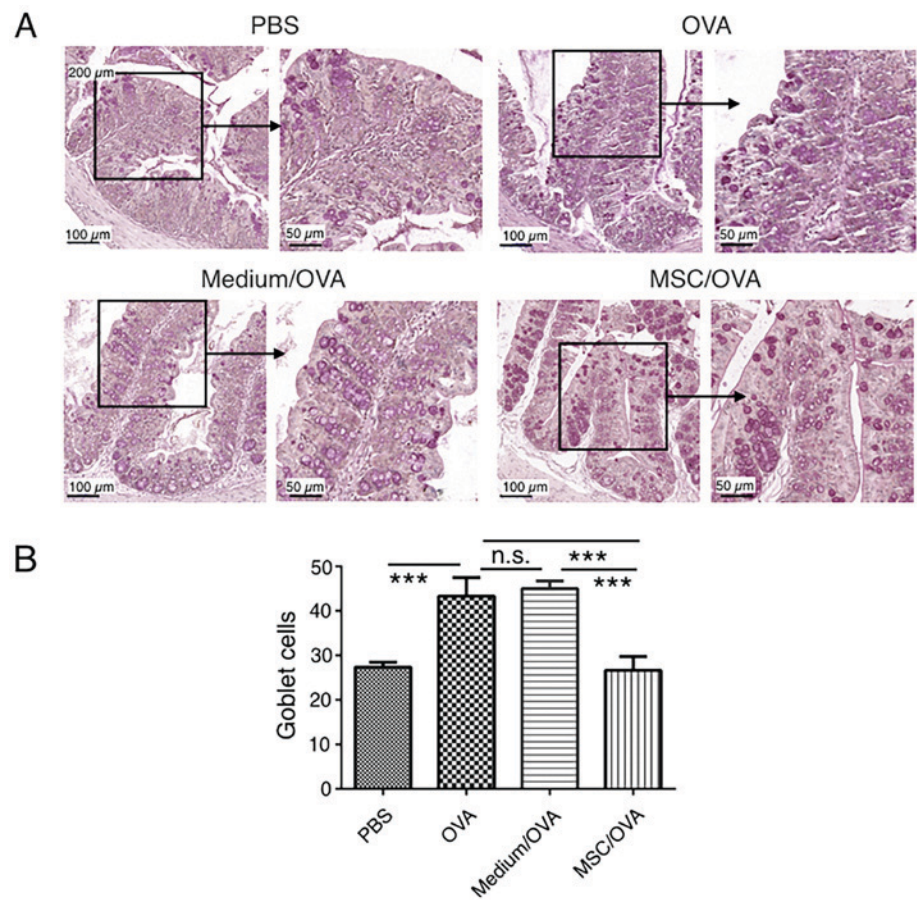 A
PBS
OVA
200 µm
100 µm
50 µm
100 µm
50 µm
Medium/OVA
MSC/OVA
100 µm
50 µm
100 µm
50 µm
B
n.s.
***
***
***
50
40
30
20
10
0
Goblet cells
PBS
OVA
Medium/OVA
MSC/OVA